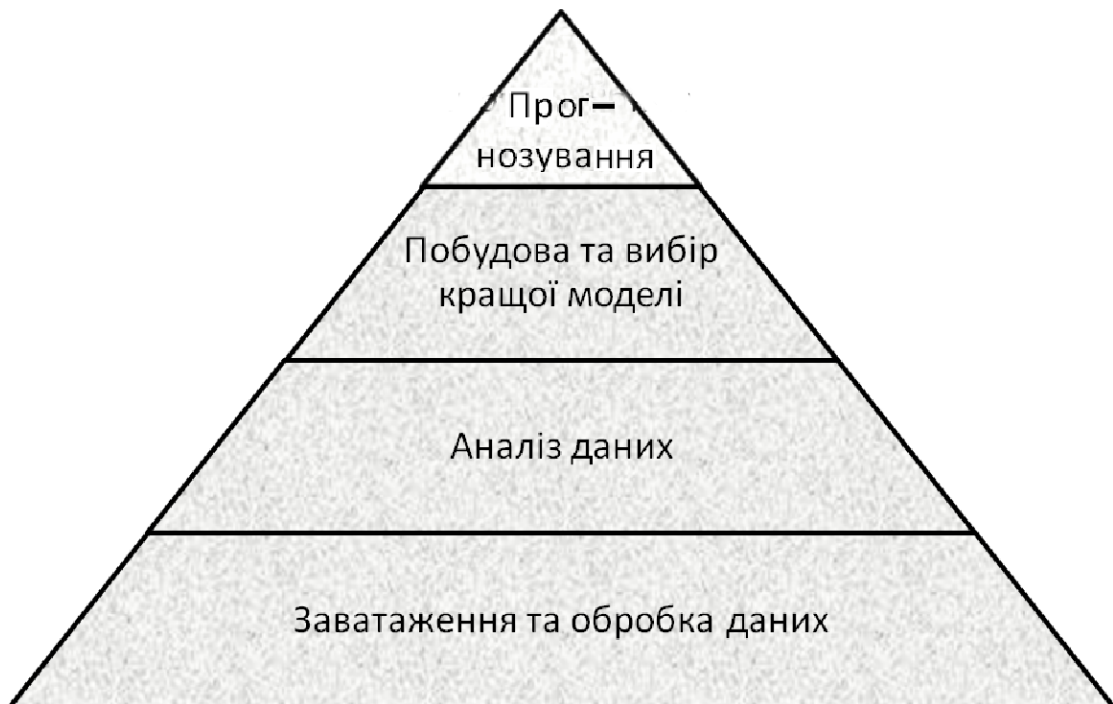 Прог–
нозування
Побудова та вибір
кращої моделі
Аналіз даних
Заватаження та обробка даних